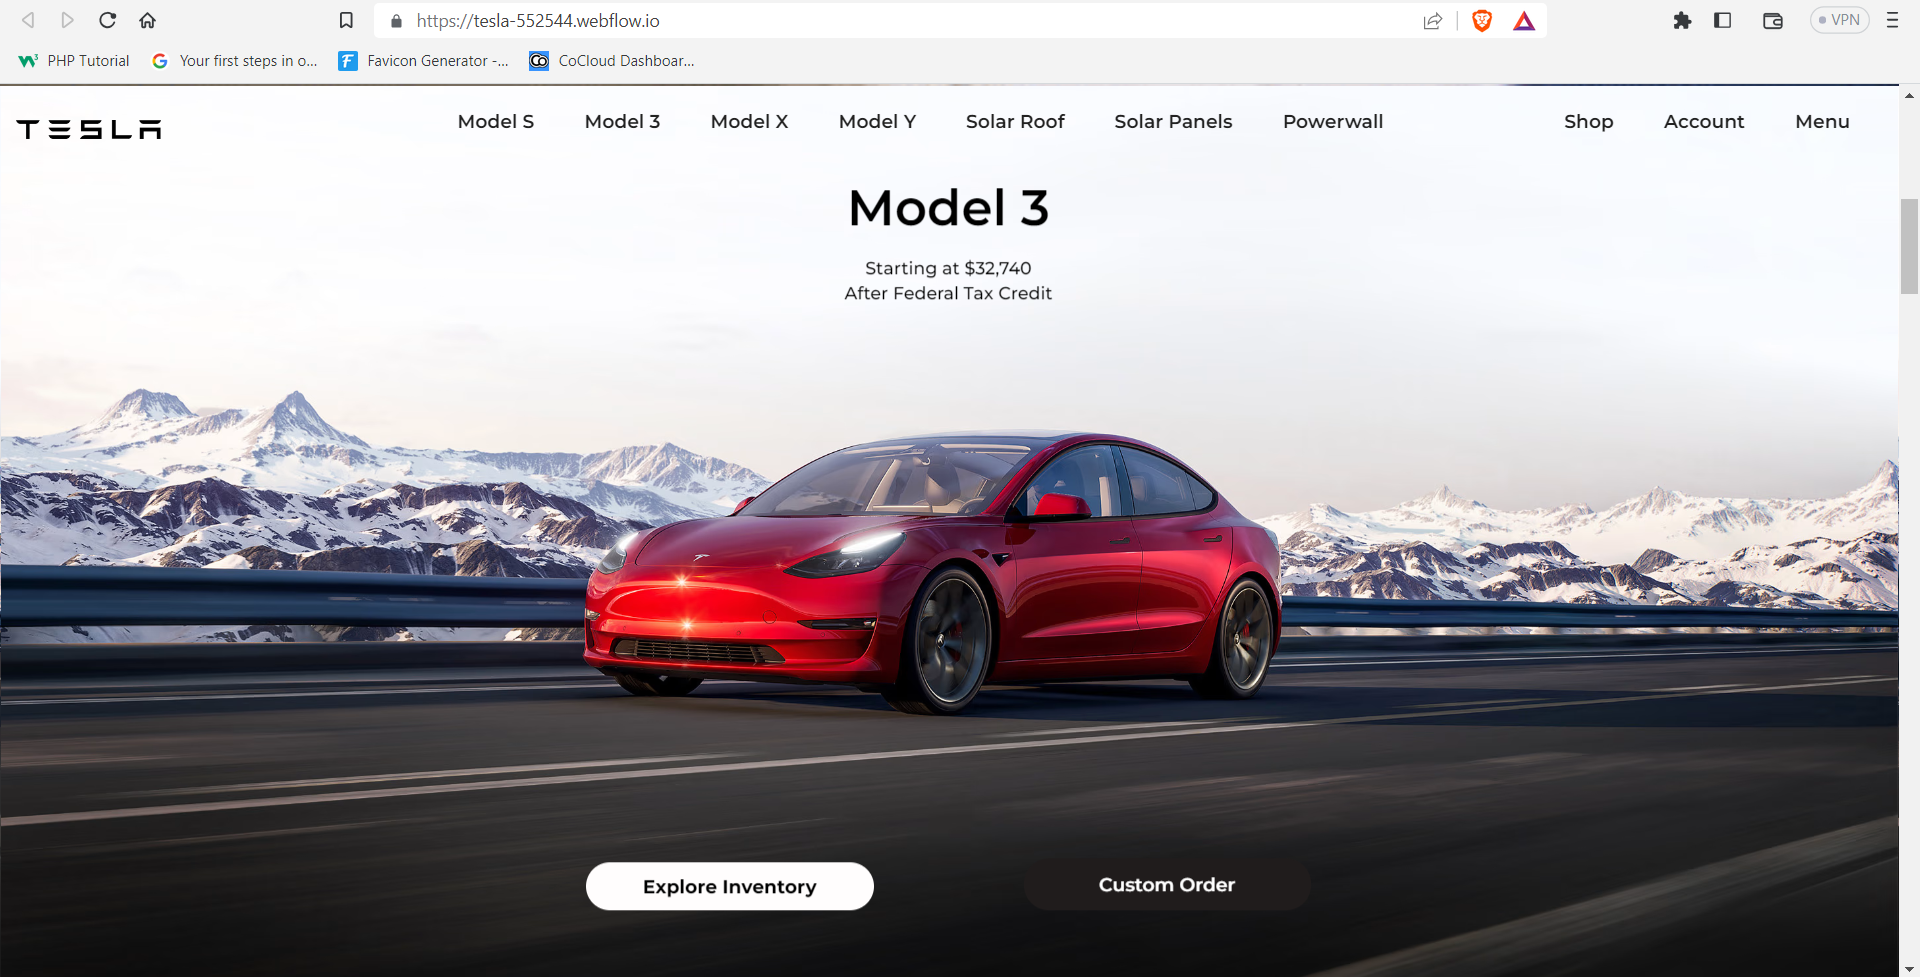 https://tesla-552544.webflow.io
VPN
PHP Tutorial
Your first steps in o...
Favicon Generator -...
CoCloud Dashboar...
TESLA
Model S
Model 3
Model X
Model Y
Solar Roof
Solar Panels
Powerwall
Shop
Account
Menu
Model 3
Starting at $32,740
After Federal Tax Credit
Explore Inventory
Custom Order